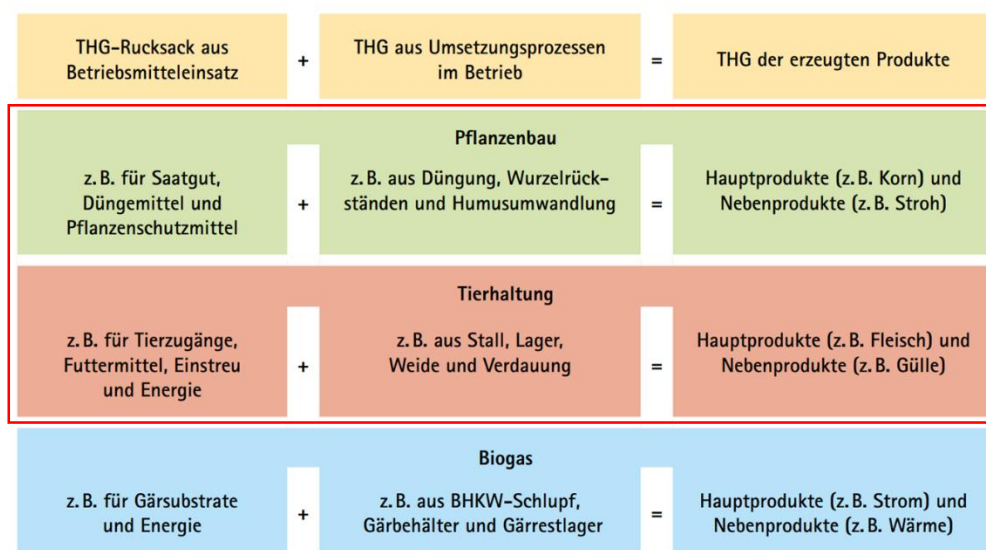 THG-Rucksack aus
Betriebsmitteleinsatz
+
THG aus Umsetzungsprozessen
im Betrieb
=
THG der erzeugten Produkte
Pflanzenbau
z. B. für Saatgut,
Düngemittel und
Pflanzenschutzmittel
+
z. B. aus Düngung, Wurzelrück-
ständen und Humusumwandlung
=
Hauptprodukte (z. B. Korn) und
Nebenprodukte (z. B. Stroh)
Tierhaltung
z. B. für Tierzugänge,
Futtermittel, Einstreu
und Energie
+
z. B. aus Stall, Lager,
Weide und Verdauung
=
Hauptprodukte (z. B. Fleisch) und
Nebenprodukte (z. B. Gülle)
Biogas
z. B. für Gärsubstrate
und Energie
+
z. B. aus BHKW-Schlupf,
Gärbehälter und Gärrestlager
=
Hauptprodukte (z. B. Strom) und
Nebenprodukte (z. B. Wärme)